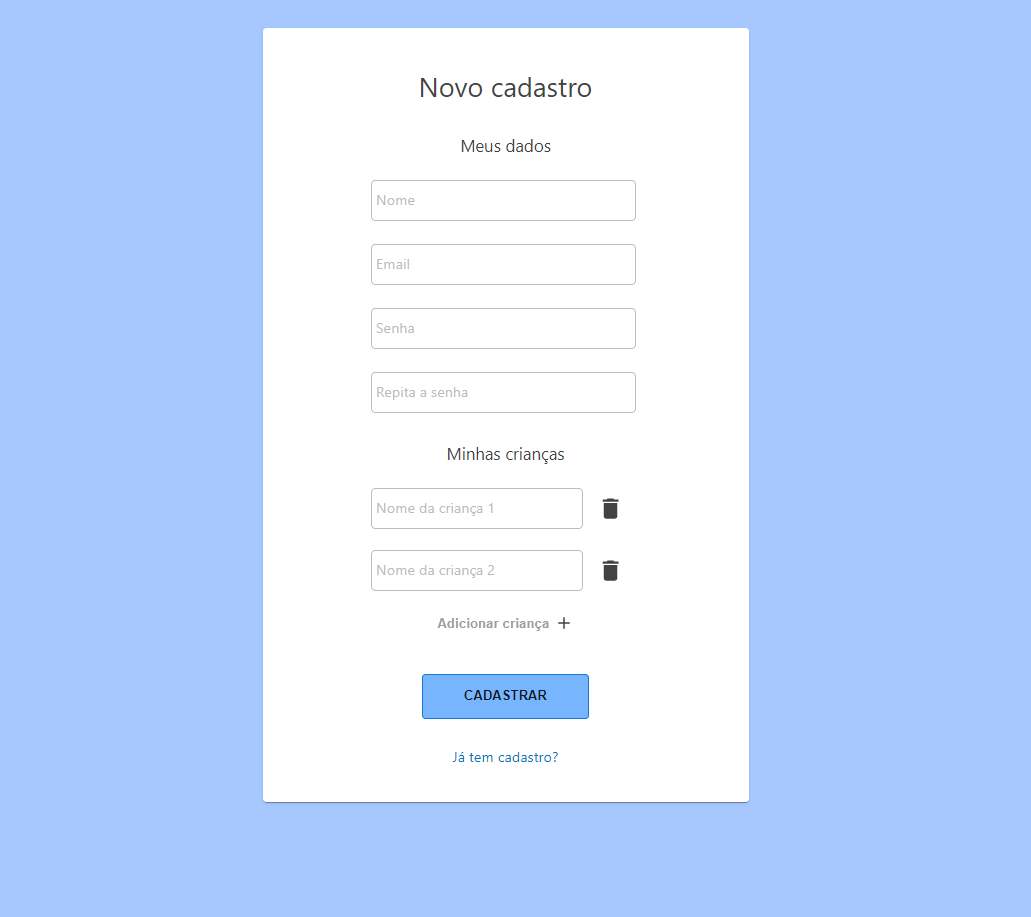 Novo cadastro
Meus dados
Nome
Email
Senha
Repita a senha
Minhas crianças
Nome da criança 1
Nome da criança 2
Adicionar criança +
CADASTRAR
Já tem cadastro?